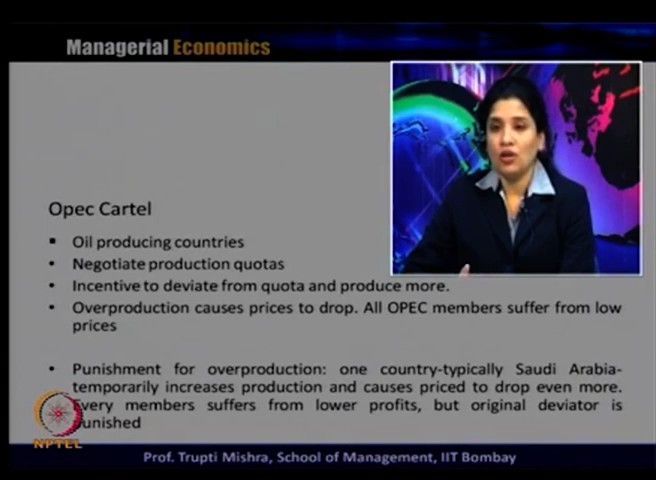 Managerial Economics
Opec Cartel
Oil producing countries
Negotiate production quotas
Incentive to deviate from quota and produce more.
Overproduction causes prices to drop. All OPEC members suffer from low
prices
Punishment for overproduction: one country-typically Saudi Arabia-
temporarily increases production and causes priced to drop even more.
every members suffers from lower profits, but original deviator is
punished
NPTEL
Prof. Trupti Mishra, School of Management, IIT Bombay